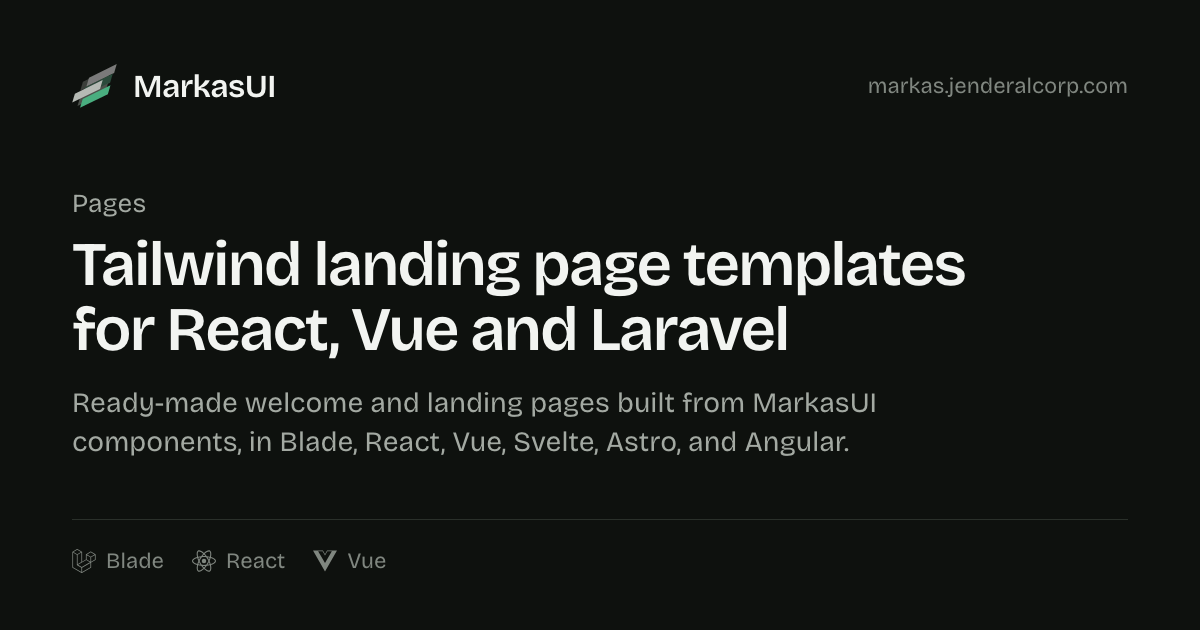 MarkasUI
markas.jenderalcorp.com
Pages
Tailwind landing page templates
for React, Vue and Laravel
Ready-made welcome and landing pages built from MarkasUI
components, in Blade, React, Vue, Svelte, Astro, and Angular.
Blade React Vue